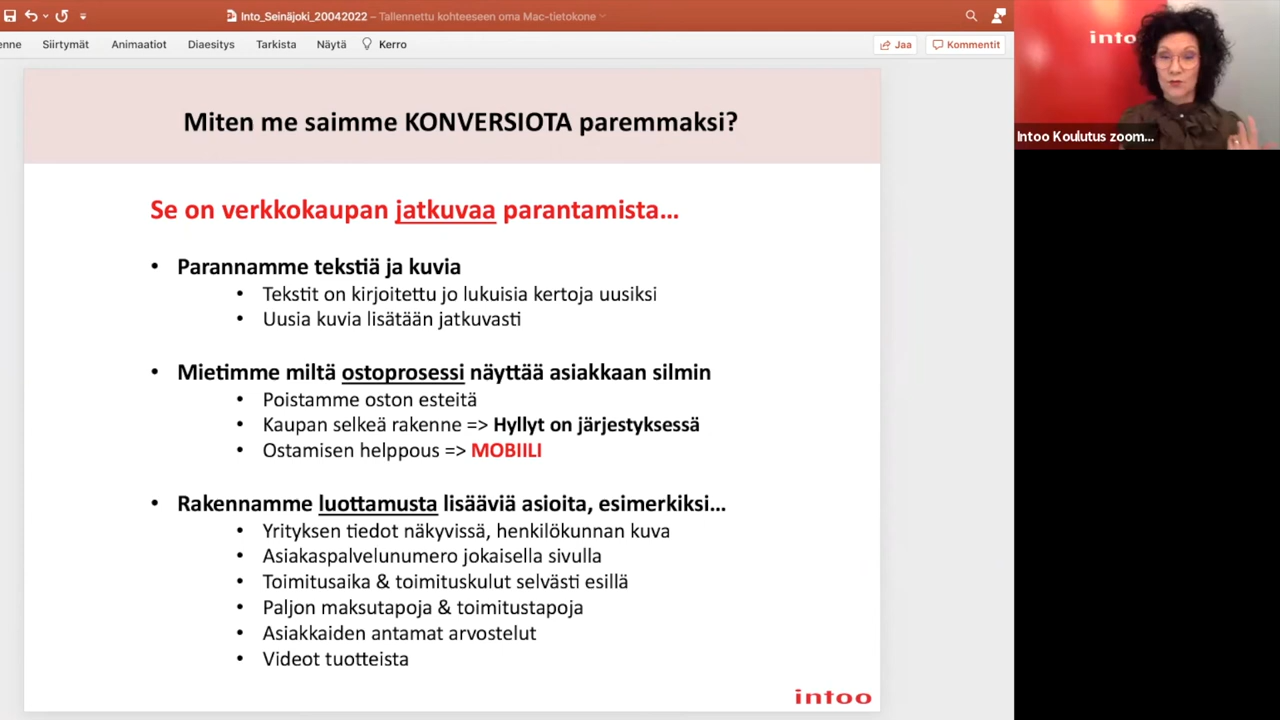 Into_Seinäjoki_20042022 – Tallennettu kohteeseen oma Mac-tietokone
enne Siirtymät Animaatiot Diaesitys Tarkista Näytä Kerro Jaa Kommentit
intoo
Intoo Koulutus zoom...
Miten me saimme KONVERSIOTA paremmaksi?
Se on verkkokaupan jatkuvaa parantamista...
• Parannamme tekstiä ja kuvia
• Tekstit on kirjoitettu jo lukuisia kertoja uusiksi
• Uusia kuvia lisätään jatkuvasti
• Mietimme miltä ostoprosessi näyttää asiakkaan silmin
• Poistamme oston esteitä
• Kaupan selkeä rakenne => Hyllyt on järjestyksessä
• Ostamisen helppous => MOBIILI
• Rakennamme luottamusta lisääviä asioita, esimerkiksi...
• Yrityksen tiedot näkyvissä, henkilökunnan kuva
• Asiakaspalvelunumero jokaisella sivulla
• Toimitusaika & toimituskulut selvästi esillä
• Paljon maksutapoja & toimitustapoja
• Asiakkaiden antamat arvostelut
• Videot tuotteista
intoo